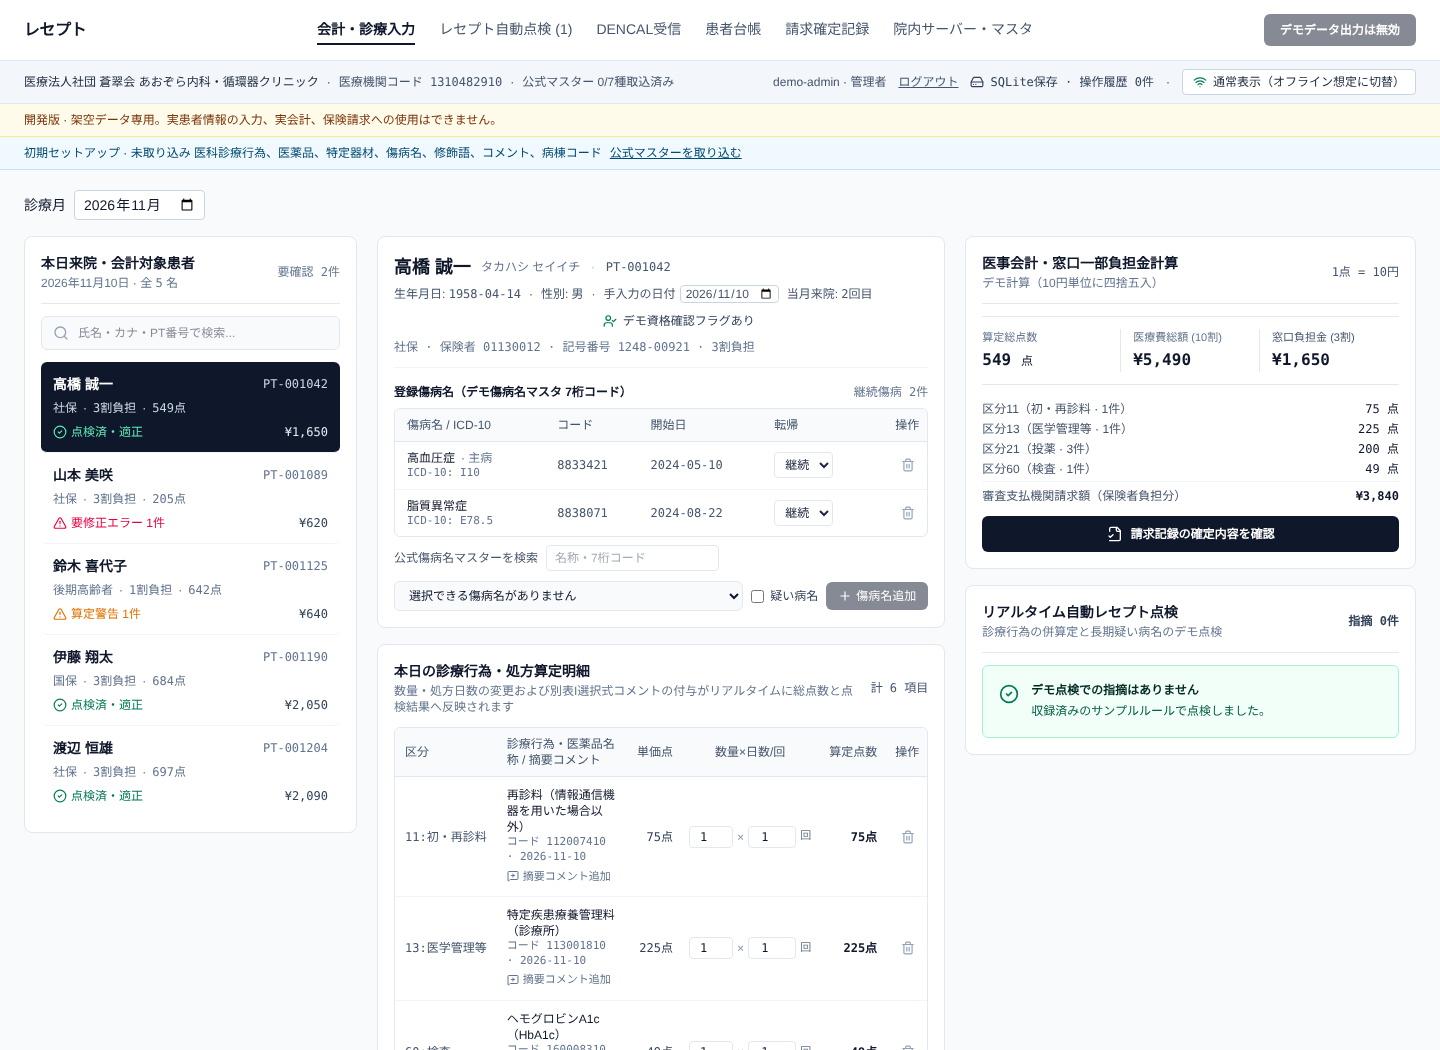 レセプト
会計・診療入力
レセプト自動点検 (1)
DENCAL受信
患者台帳
請求確定記録
院内サーバー・マスタ
デモデータ出力は無効
医療法人社団 蒼翠会 あおぞら内科・循環器クリニック · 医療機関コード 1310482910 · 公式マスター 0/7種取込済み
demo-admin · 管理者 ログアウト SQLite保存 · 操作履歴 0件 · 通常表示（オフライン想定に切替）
開発版 · 架空データ専用。実患者情報の入力、実会計、保険請求への使用はできません。
初期セットアップ · 未取り込み 医科診療行為、医薬品、特定器材、傷病名、修飾語、コメント、病棟コード 公式マスターを取り込む
診療月 2026年11月
本日来院・会計対象患者
2026年11月10日 · 全 5 名
要確認 2件
氏名・カナ・PT番号で検索...
高橋 誠一 PT-001042
社保 · 3割負担 · 549点
点検済・適正 ¥1,650
山本 美咲 PT-001089
社保 · 3割負担 · 205点
要修正エラー 1件 ¥620
鈴木 喜代子 PT-001125
後期高齢者 · 1割負担 · 642点
算定警告 1件 ¥640
伊藤 翔太 PT-001190
国保 · 3割負担 · 684点
点検済・適正 ¥2,050
渡辺 恒雄 PT-001204
社保 · 3割負担 · 697点
点検済・適正 ¥2,090
高橋 誠一 タカハシ セイイチ · PT-001042
生年月日: 1958-04-14 · 性別: 男 · 手入力の日付 2026/11/10 当月来院: 2回目
デモ資格確認フラグあり
社保 · 保険者 01130012 · 記号番号 1248-00921 · 3割負担
登録傷病名（デモ傷病名マスタ 7桁コード） 継続傷病 2件
傷病名 / ICD-10 コード 開始日 転帰 操作
高血圧症 · 主病
ICD-10: I10
8833421 2024-05-10 継続
脂質異常症
ICD-10: E78.5
8838071 2024-08-22 継続
公式傷病名マスターを検索 名称・7桁コード
選択できる傷病名がありません 疑い病名 傷病名追加
本日の診療行為・処方算定明細
数量・処方日数の変更および別表I選択式コメントの付与がリアルタイムに総点数と点
検結果へ反映されます
計 6 項目
区分 診療行為・医薬品名 単価点 数量×日数/回 算定点数 操作
称 / 摘要コメント
再診料（情報通信機
器を用いた場合以
外）
コード 112007410
· 2026-11-10
摘要コメント追加
11:初・再診料 75点 1 × 1 回 75点
特定疾患療養管理料
（診療所）
コード 113001810
· 2026-11-10
摘要コメント追加
13:医学管理等 225点 1 × 1 回 225点
ヘモグロビンA1c
（HbA1c）
コード 160008310
60:検査 49点 1 × 1 回 49点
医事会計・窓口一部負担金計算
デモ計算（10円単位に四捨五入）
1点 = 10円
算定総点数 医療費総額 (10割) 窓口負担金 (3割)
549 点 ¥5,490 ¥1,650
区分11（初・再診料 · 1件） 75 点
区分13（医学管理等 · 1件） 225 点
区分21（投薬 · 3件） 200 点
区分60（検査 · 1件） 49 点
審査支払機関請求額（保険者負担分） ¥3,840
請求記録の確定内容を確認
リアルタイム自動レセプト点検
診療行為の併算定と長期疑い病名のデモ点検
指摘 0件
デモ点検での指摘はありません
収録済みのサンプルルールで点検しました。